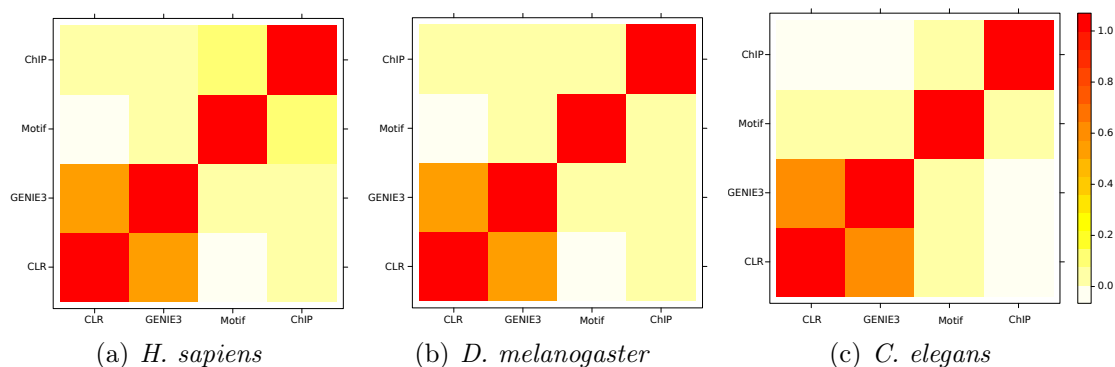 ChIP
Motif
GENIE3
CLR
CLR GENIE3 Motif ChIP
(a) H. sapiens
ChIP
Motif
GENIE3
CLR
CLR GENIE3 Motif ChIP
(b) D. melanogaster
ChIP
Motif
GENIE3
CLR
CLR GENIE3 Motif ChIP
(c) C. elegans
1.0
0.8
0.6
0.4
0.2
0.0